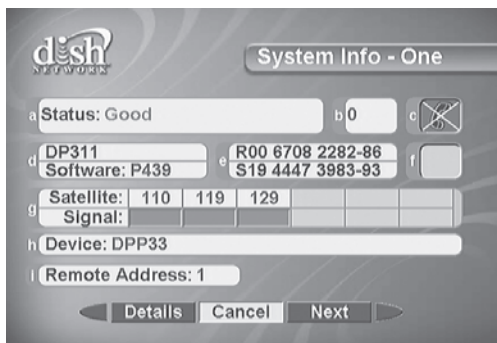 dish
NETWORK
System Info - One
a Status: Good b 0 c
d DP311 e R00 6708 2282-86 f
Software: P439 S19 4447 3983-93
g Satellite: 110 119 129
Signal:
h Device: DPP33
i Remote Address: 1
Details Cancel Next